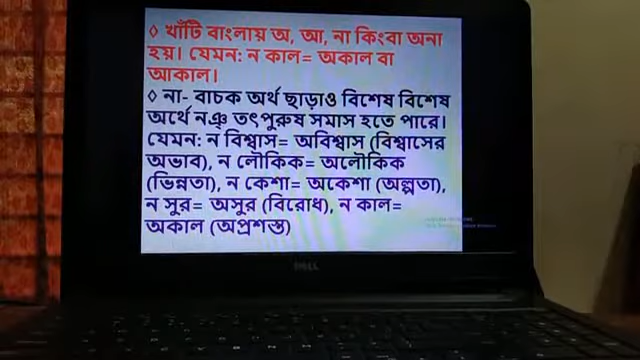 ◊ খাঁটি বাংলায় অ, আ, না কিংবা অনা
হয়। যেমন: ন কাল= অকাল বা
আকাল।
◊ না- বাচক অর্থ ছাড়াও বিশেষ বিশেষ
অর্থে নঞ্ তৎপুরুষ সমাস হতে পারে।
যেমন: ন বিশ্বাস= অবিশ্বাস (বিশ্বাসের
অভাব), ন লৌকিক= অলৌকিক
(ভিন্নতা), ন কেশা= অকেশা (অল্পতা),
ন সুর= অসুর (বিরোধ), ন কাল=
অকাল (অপ্রশস্ত)
DELL